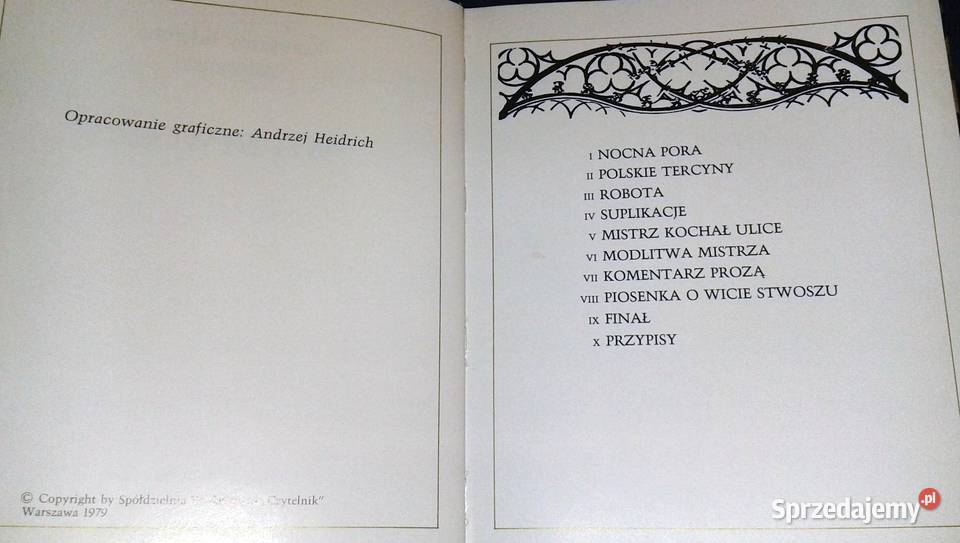 Opracowanie graficzne: Andrzej Heidrich
© Copyright by Spółdzielnia „Czytelnik"
Warszawa 1979
I NOCNA PORA
II POLSKIE TERCYNY
III ROBOTA
IV SUPLIKACJE
V MISTRZ KOCHAŁ ULICE
VI MODLITWA MISTRZA
VII KOMENTARZ PROZĄ
VIII PIOSENKA O WICIE STWOSZU
IX FINAŁ
X PRZYPISY
Sprzedajemy.pl